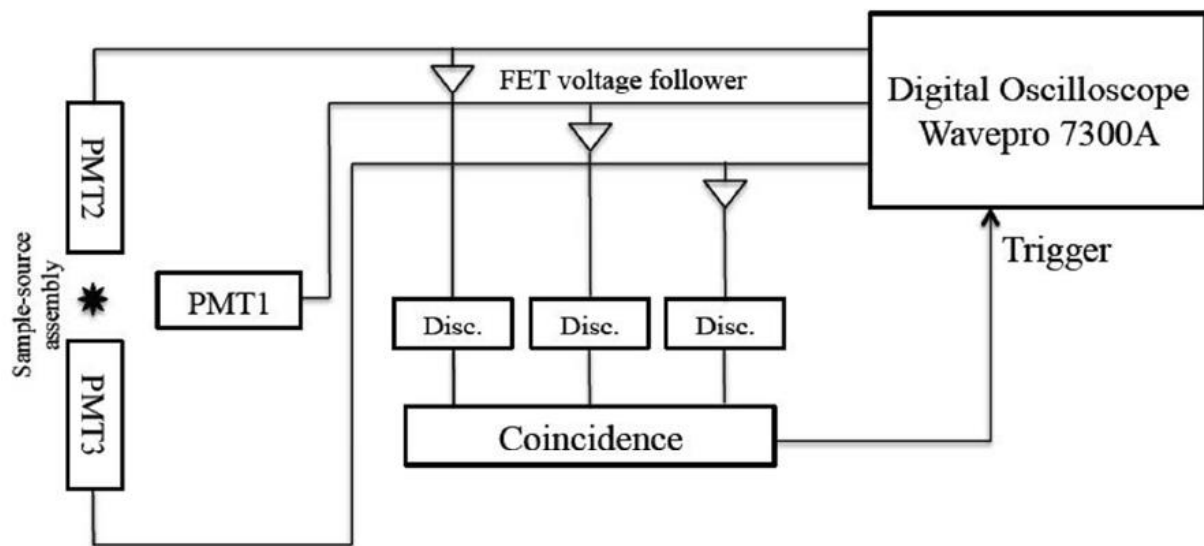 FET voltage follower
Digital Oscilloscope
Wavepro 7300A
PMT2
Sample-source
assembly
PMT1
PMT3
Trigger
Disc.
Disc.
Disc.
Coincidence